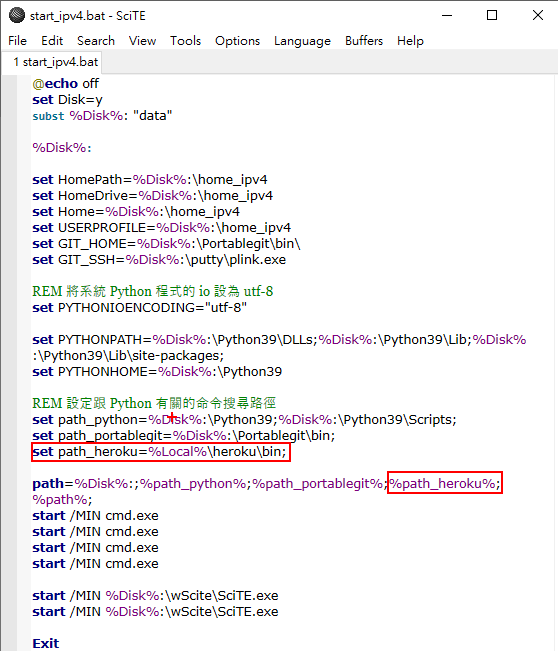 start_ipv4.bat - SciTE
File Edit Search View Tools Options Language Buffers Help
1 start_ipv4.bat
@echo off
set Disk=y
subst %Disk%: "data"
%Disk%:
set HomePath=%Disk%:\home_ipv4
set HomeDrive=%Disk%:\home_ipv4
set Home=%Disk%:\home_ipv4
set USERPROFILE=%Disk%:\home_ipv4
set GIT_HOME=%Disk%:\Portablegit\bin\
set GIT_SSH=%Disk%:\putty\plink.exe
REM 將系統 Python 程式的 io 設為 utf-8
set PYTHONIOENCODING="utf-8"
set PYTHONPATH=%Disk%:\Python39\DLLs;%Disk%:\Python39\Lib;%Disk%
:\Python39\Lib\site-packages;
set PYTHONHOME=%Disk%:\Python39
REM 設定跟 Python 有關的命令搜尋路徑
set path_python=%Disk%:\Python39;%Disk%:\Python39\Scripts;
set path_portablegit=%Disk%:\Portablegit\bin;
set path_heroku=%Local%\heroku\bin;
path=%Disk%:;%path_python%;%path_portablegit%;%path_heroku%;
%path%;
start /MIN cmd.exe
start /MIN cmd.exe
start /MIN cmd.exe
start /MIN cmd.exe
start /MIN %Disk%:\wScite\SciTE.exe
start /MIN %Disk%:\wScite\SciTE.exe
Exit